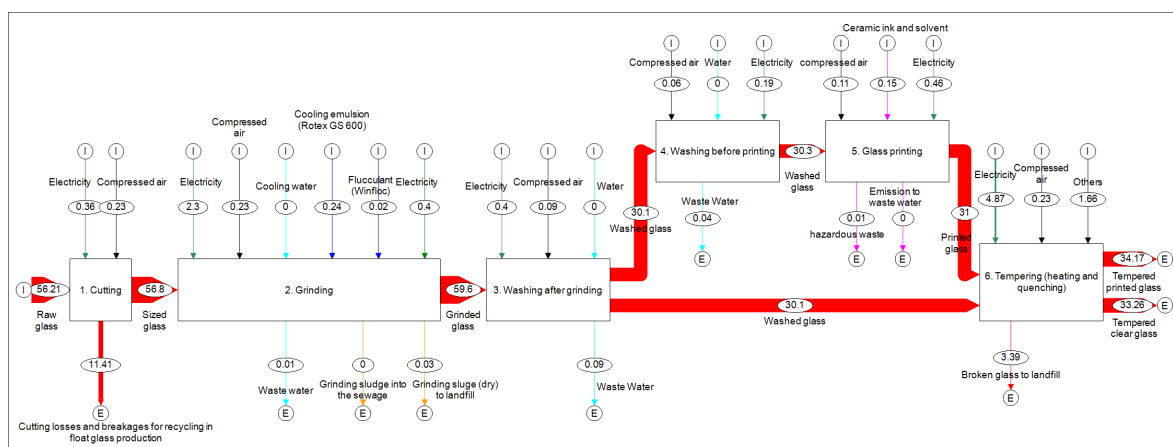 I
I
I
Ceramic ink and solvent
I
I
I
Compressed air
Water
Electricity
compressed air
Electricity
0.06
0
0.19
0.11
0.15
0.46
4. Washing before printing
30.3
Washed
glass
5. Glass printing
Waste Water
0.04
E
Emission to
waste water
0.01
0
hazardous waste
E
E
30.1
Washed glass
31
Printed
glass
I
I
Electricity
Compressed air
0.36
0.23
I
I
I
I
I
I
Electricity
Compressed
air
Cooling water
Cooling emulsion
(Rotex GS 600)
Flucculant
(Winfloc)
Electricity
2.3
0.23
0
0.24
0.02
0.4
I
I
I
Electricity
Compressed air
Water
0.4
0.09
0
I
I
I
Electricity
Compressed
air
Others
4.87
0.23
1.66
I
56.21
Raw
glass
1. Cutting
56.8
Sized
glass
2. Grinding
59.6
Grinded
glass
3. Washing after grinding
30.1
Washed glass
6. Tempering (heating and
quenching)
34.17
E
Tempered
printed glass
33.26
E
Tempered
clear glass
11.41
E
Cutting losses and breakages for recycling in
float glass production
0.01
Waste water
E
0
Grinding sludge into
the sewage
E
0.03
Grinding sluge (dry)
to landfill
E
0.09
Waste Water
E
3.39
Broken glass to landfill
E